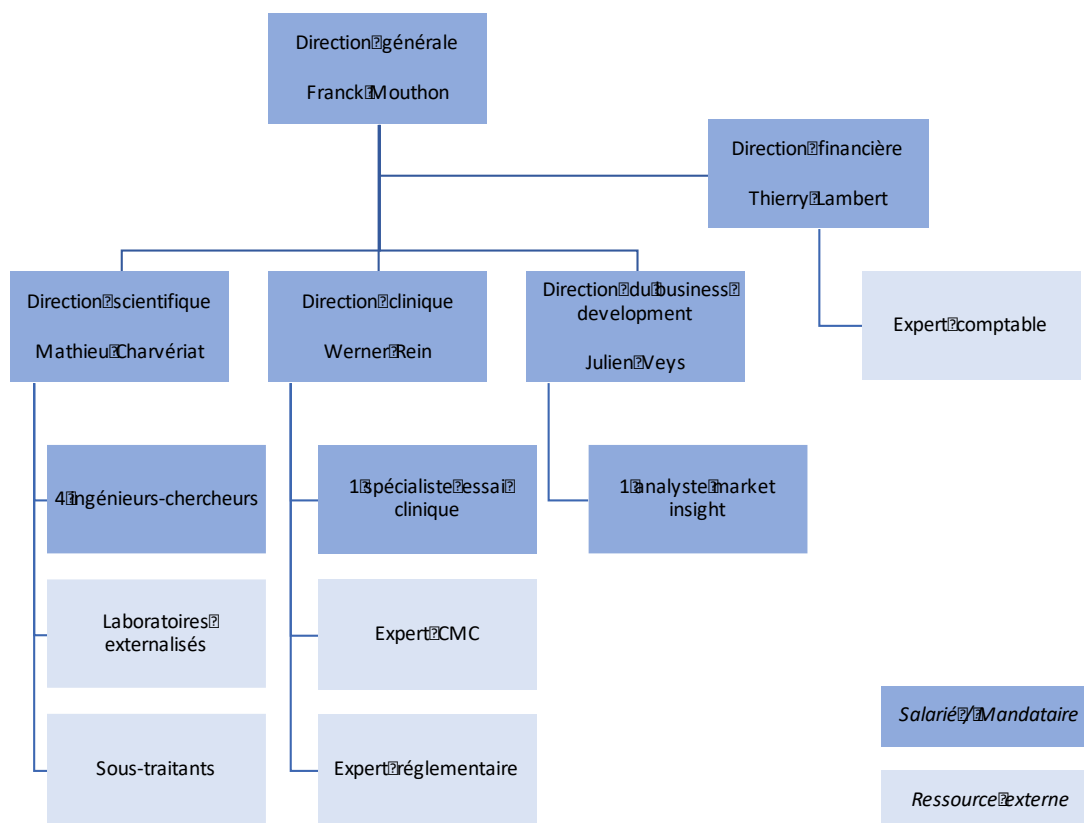 Direction générale
Franck Mouthon
Direction financière
Thierry Lambert
Direction scientifique
Mathieu Charvériat
Direction clinique
Werner Rein
Direction du business
development
Julien Veys
Expert comptable
4 ingénieurs-chercheurs
1 spécialiste essai
clinique
1 analyste market
insight
Laboratoires
externalisés
Expert CMC
Sous-traitants
Expert réglementaire
Salarié / Mandataire
Ressource externe